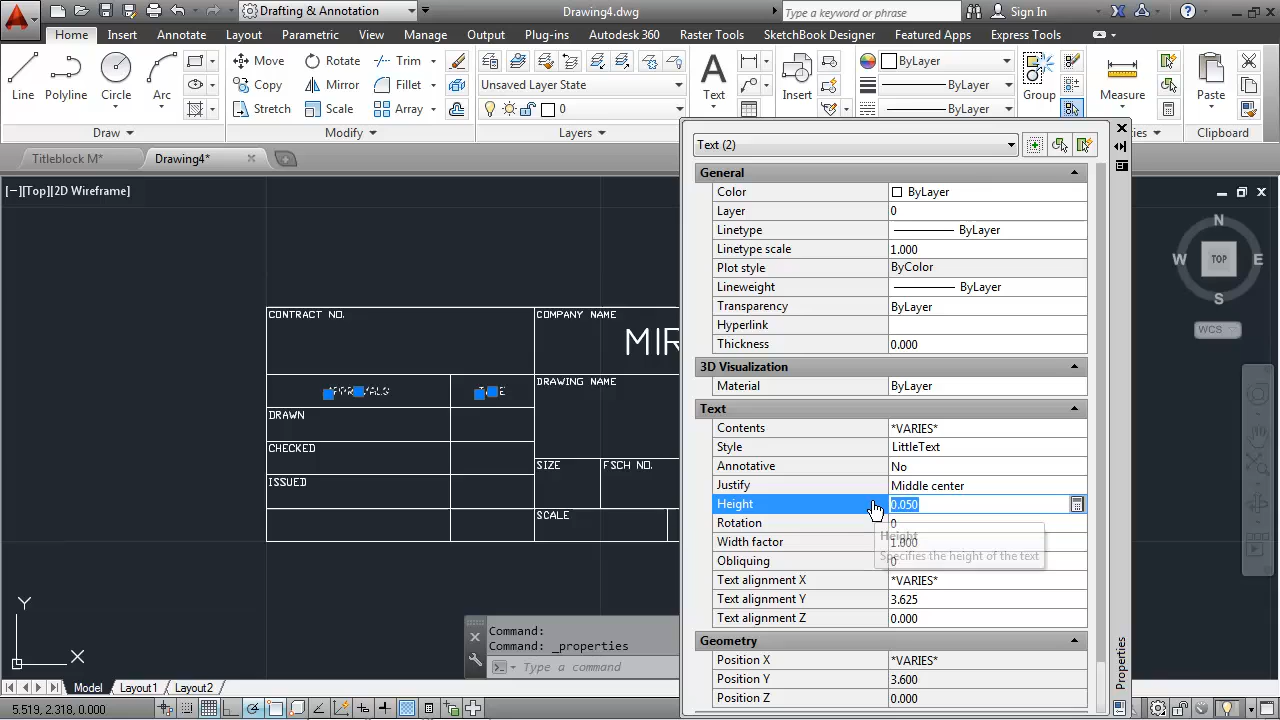 Drafting & Annotation
Drawing4.dwg
Type a keyword or phrase
Sign In
Home
Insert
Annotate
Layout
Parametric
View
Manage
Output
Plug-ins
Autodesk 360
Raster Tools
SketchBook Designer
Featured Apps
Express Tools
Line
Polyline
Circle
Arc
Move
Rotate
Trim
Copy
Mirror
Fillet
Stretch
Scale
Array
Unsaved Layer State
0
Text
Insert
ByLayer
ByLayer
ByLayer
Group
Measure
Paste
Draw
Modify
Layers
Clipboard
Titleblock M*
Drawing4*
[−][Top][2D Wireframe]
CONTRACT NO.
COMPANY NAME
MIR
DRAWING NAME
DRAWN
CHECKED
ISSUED
SIZE
FSCH NO.
SCALE
Text (2)
General
Color ByLayer
Layer 0
Linetype ByLayer
Linetype scale 1.000
Plot style ByColor
Lineweight ByLayer
Transparency ByLayer
Hyperlink
Thickness 0.000
3D Visualization
Material ByLayer
Text
Contents *VARIES*
Style LittleText
Annotative No
Justify Middle center
Height 0.050
Rotation 0
Width factor 1.000
Obliquing 0
Text alignment X *VARIES*
Text alignment Y 3.625
Text alignment Z 0.000
Height
Specifies the height of the text
Geometry
Position X *VARIES*
Position Y 3.600
Position Z 0.000
Properties
N
W TOP E
S
WCS
Y
X
Command:
Command: _properties
Type a command
Model
Layout1
Layout2
5.519, 2.318, 0.000